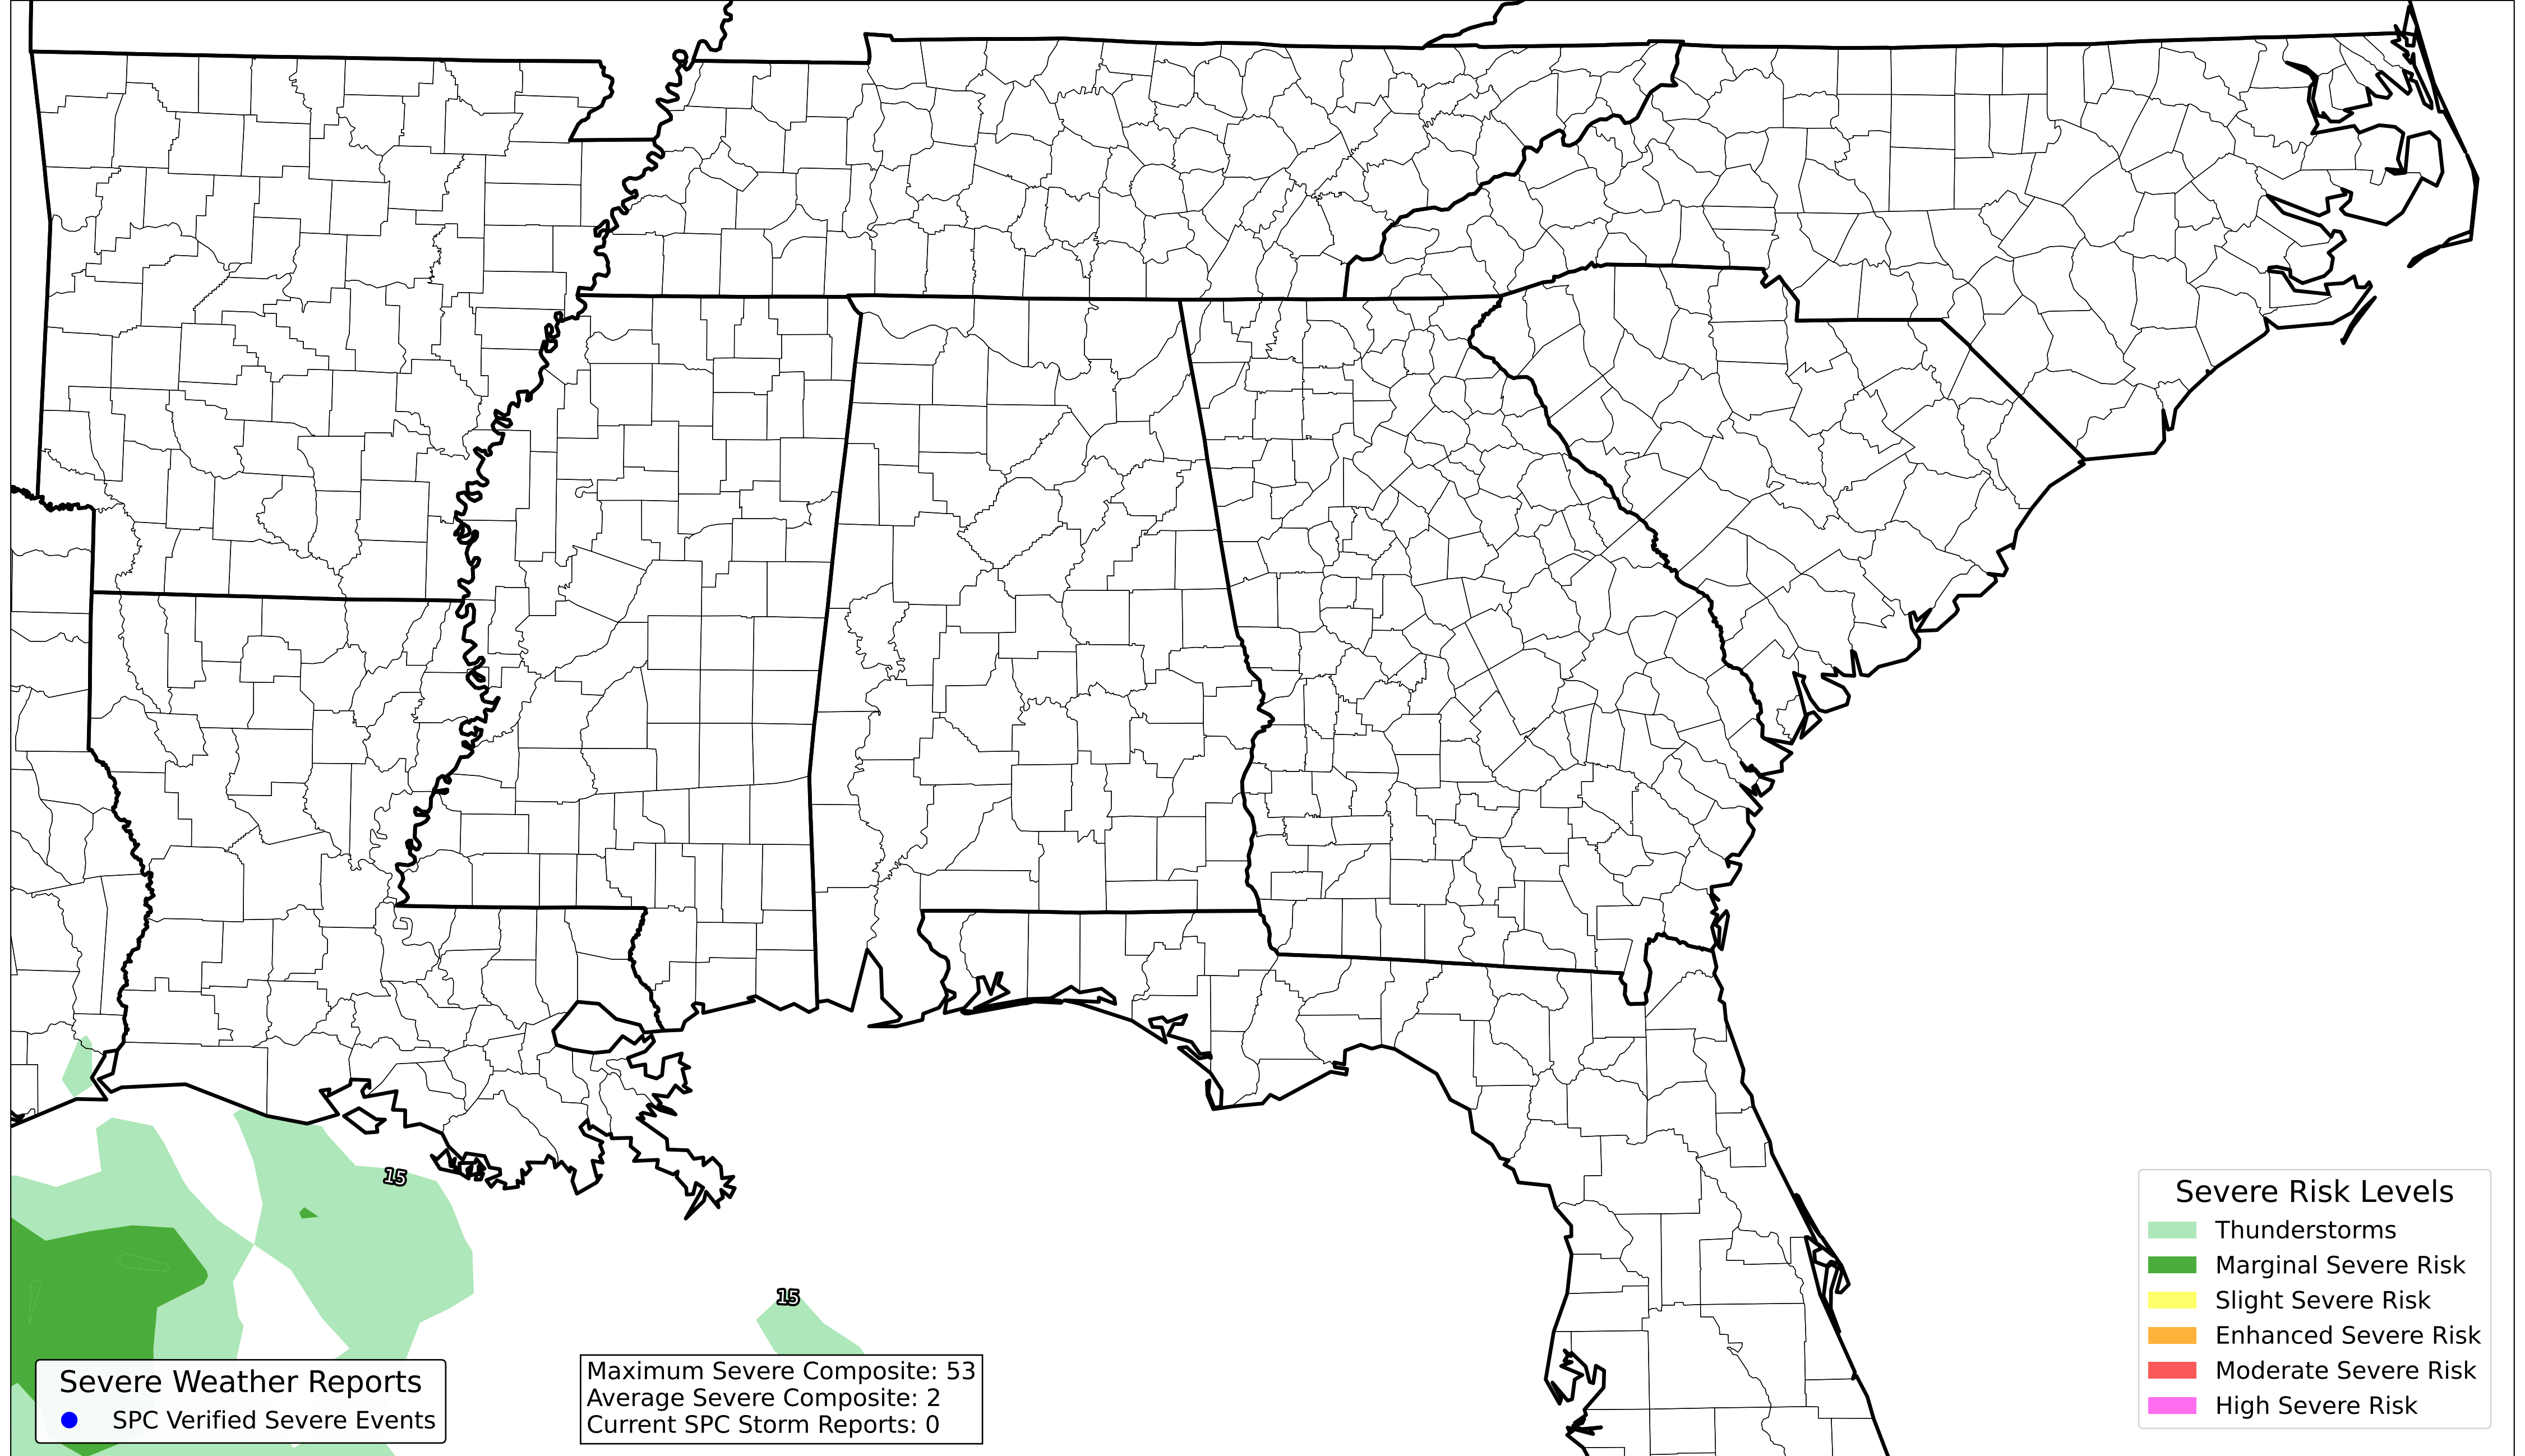 15
15
Severe Weather Reports
SPC Verified Severe Events
Maximum Severe Composite: 53
Average Severe Composite: 2
Current SPC Storm Reports: 0
Severe Risk Levels
Thunderstorms
Marginal Severe Risk
Slight Severe Risk
Enhanced Severe Risk
Moderate Severe Risk
High Severe Risk